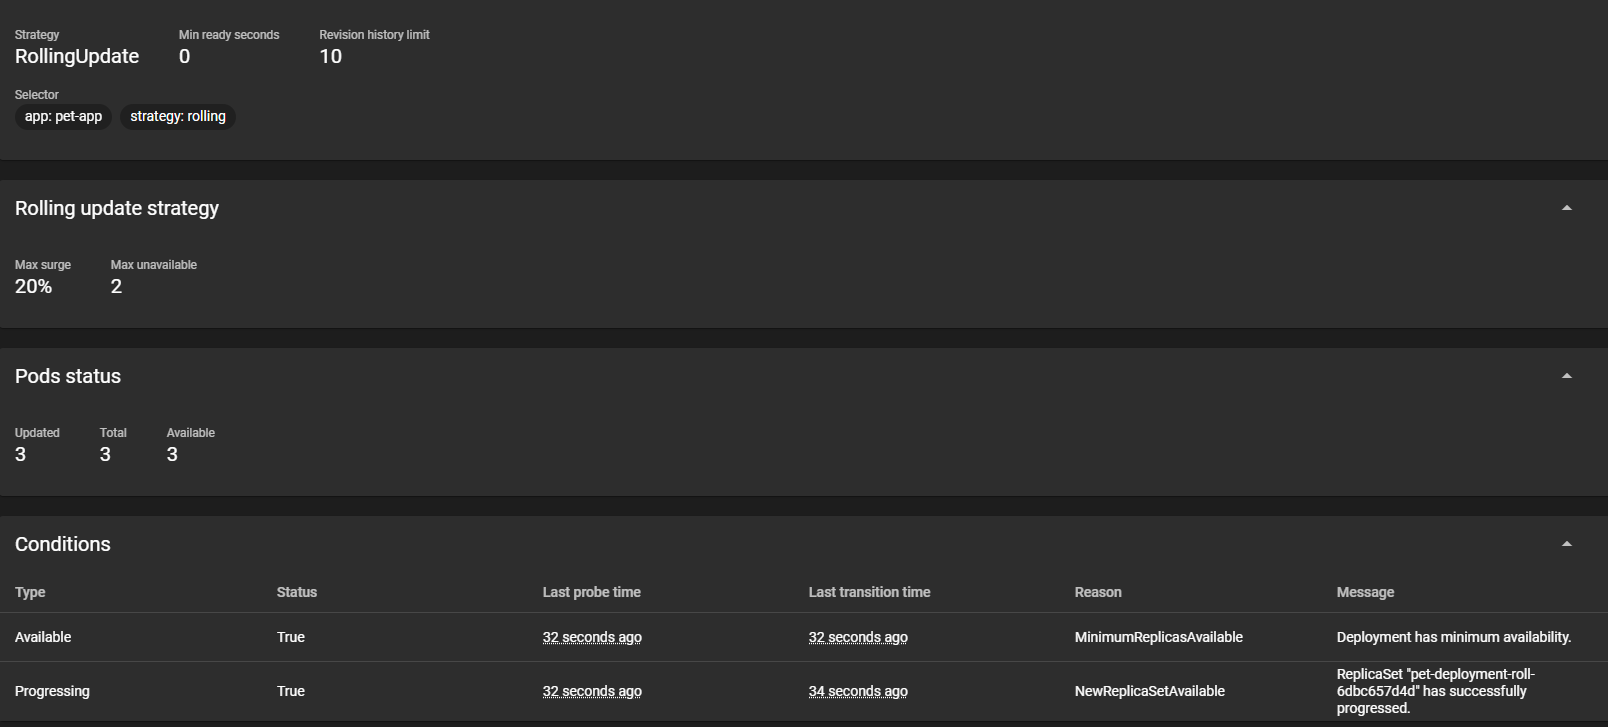 Strategy Min ready seconds Revision history limit
RollingUpdate 0 10
Selector
app: pet-app strategy: rolling
Rolling update strategy
Max surge Max unavailable
20% 2
Pods status
Updated Total Available
3 3 3
Conditions
Type Status Last probe time Last transition time Reason Message
Available True 32 seconds ago 32 seconds ago MinimumReplicasAvailable Deployment has minimum availability.
Progressing True 32 seconds ago 34 seconds ago NewReplicaSetAvailable ReplicaSet "pet-deployment-roll-
6dbc657d4d" has successfully
progressed.